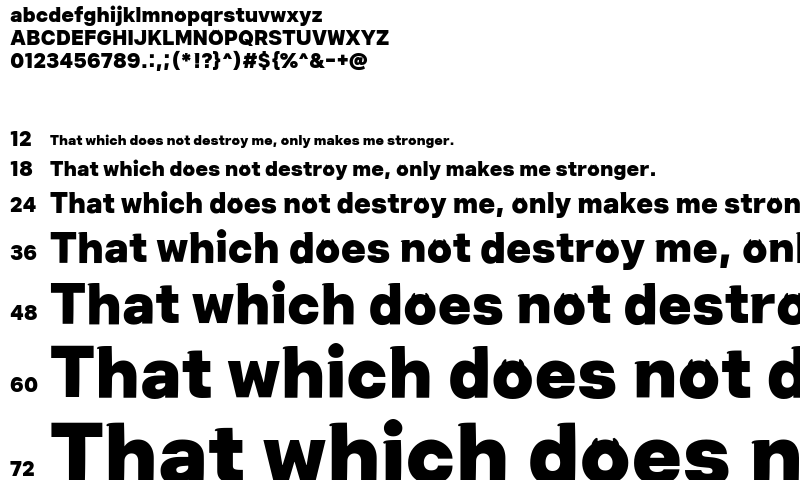 abcdefghijklmnopqrstuvwxyz
ABCDEFGHIJKLMNOPQRSTUVWXYZ
0123456789.:,;(*!?}^)#${%^&-+@
12 That which does not destroy me, only makes me stronger.
18 That which does not destroy me, only makes me stronger.
24 That which does not destroy me, only makes me stron
36 That which does not destroy me, onl
48 That which does not destro
60 That which does not d
72 That which does n